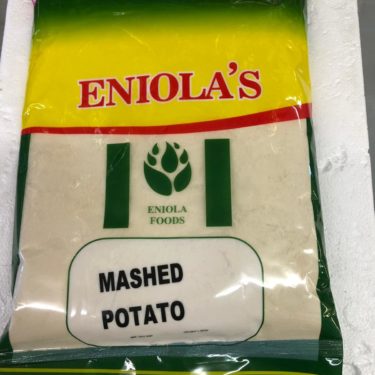 ENIOLA'S
ENIOLA
FOODS
MASHED
POTATO